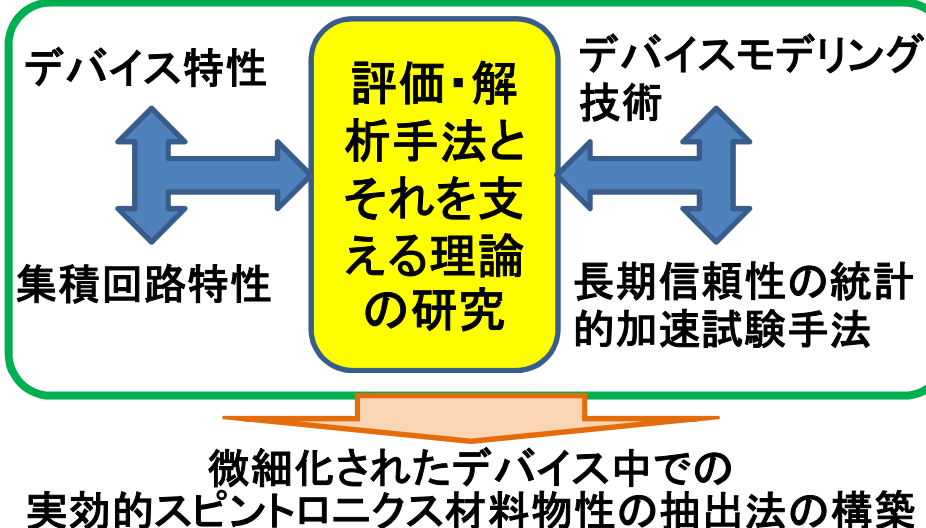 デバイス特性
集積回路特性
評価・解
析手法と
それを支
える理論
の研究
デバイスモデリング
技術
長期信頼性の統計
的加速試験手法
微細化されたデバイス中での
実効的スピントロニクス材料物性の抽出法の構築